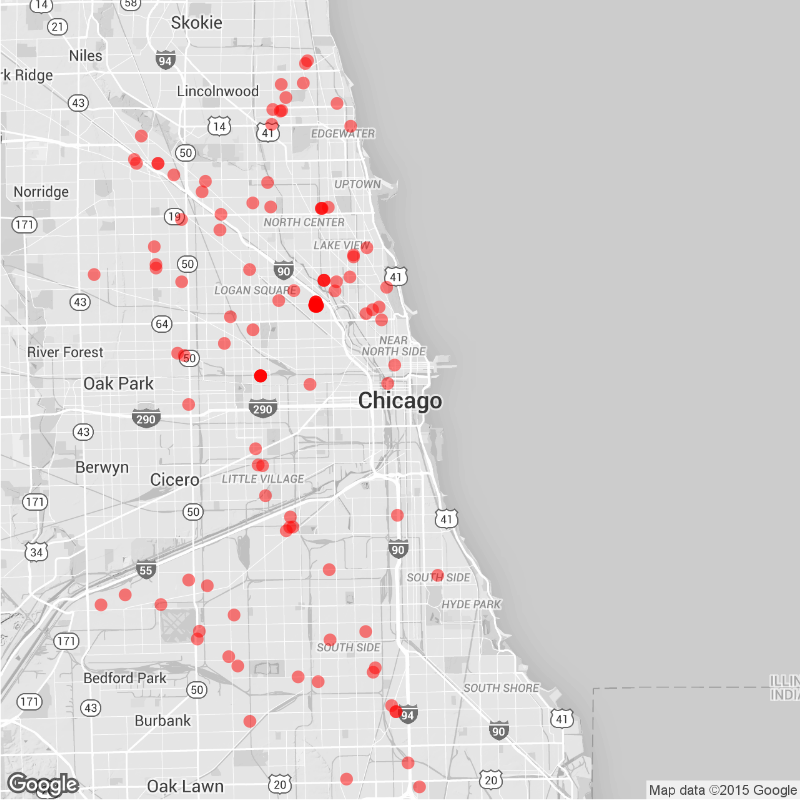 14
58
Skokie
21
Niles
94
rk Ridge
Lincolnwood
43
14
41
EDGEWATER
50
UPTOWN
Norridge
19
171
NORTH CENTER
LAKE VIEW
50
90
41
LOGAN SQUARE
43
64
NEAR
NORTH SIDE
River Forest
50
Oak Park
Chicago
290
290
43
Berwyn
Cicero
LITTLE VILLAGE
171
50
41
34
90
55
SOUTH SIDE
HYDE PARK
171
SOUTH SIDE
Bedford Park
50
SOUTH SHORE
ILLIN
INDIA
171
43
Burbank
94
41
90
Google
Oak Lawn
20
20
Map data ©2015 Google